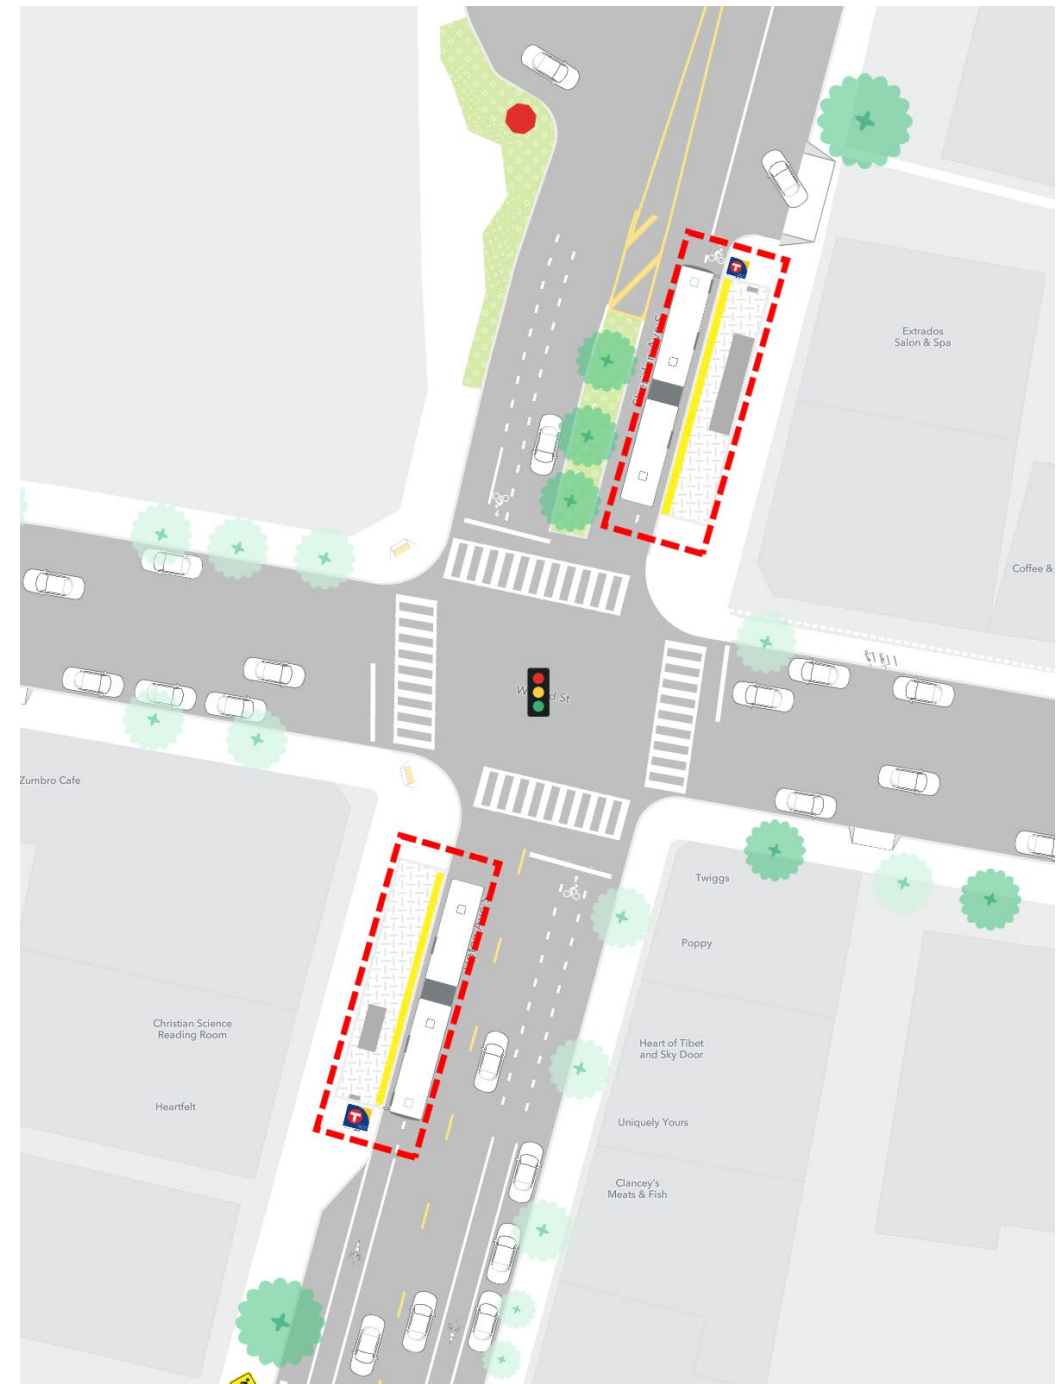 Extrados
Salon & Spa
Coffee &
St
Zumbro Cafe
Twiggs
Poppy
Christian Science
Reading Room
Heart of Tibet
and Sky Door
Heartfelt
Uniquely Yours
Clancey's
Meats & Fish
T
T